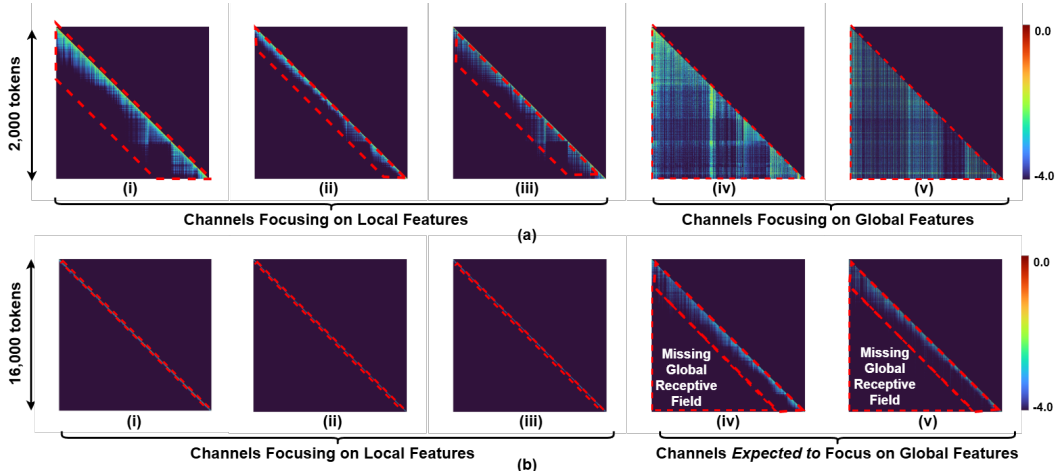 2,000 tokens
0.0
-4.0
(i)
(ii)
(iii)
(iv)
(v)
Channels Focusing on Local Features
Channels Focusing on Global Features
(a)
16,000 tokens
0.0
-4.0
Missing
Global
Receptive
Field
Missing
Global
Receptive
Field
(i)
(ii)
(iii)
(iv)
(v)
Channels Focusing on Local Features
Channels Expected to Focus on Global Features
(b)